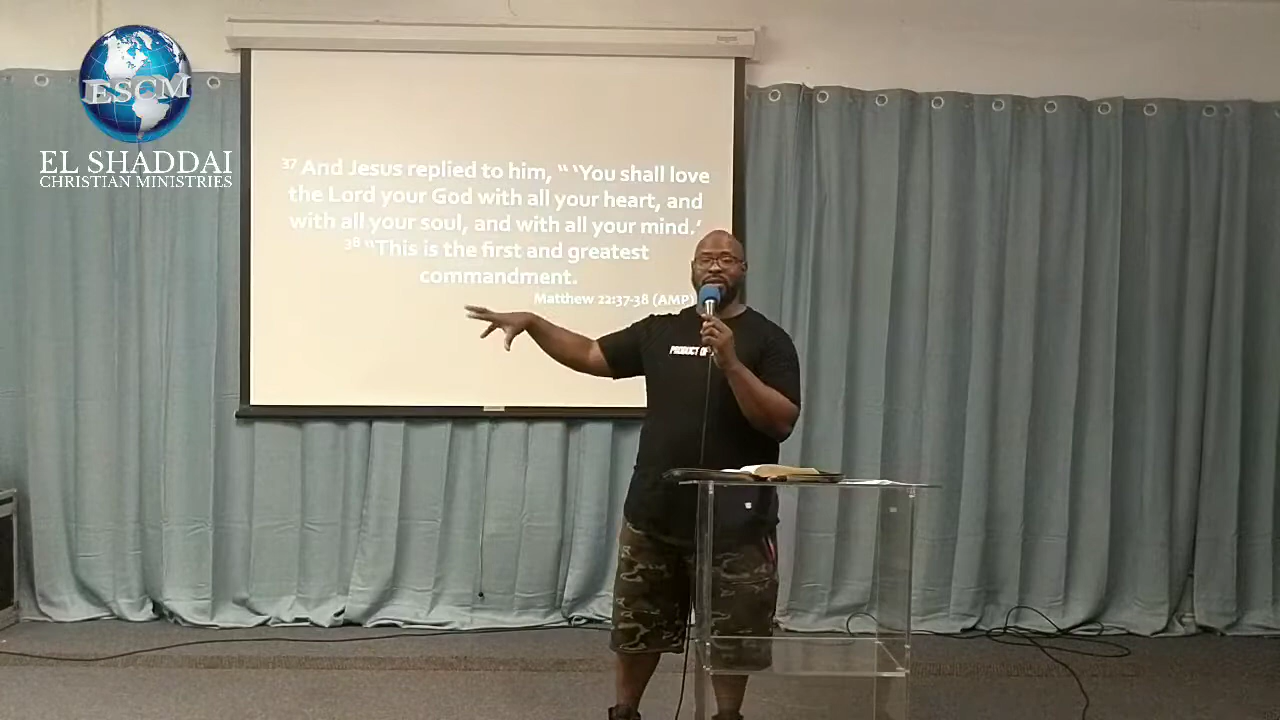 ESCM
EL SHADDAI
CHRISTIAN MINISTRIES
37 And Jesus replied to him, “ ‘You shall love
the Lord your God with all your heart, and
with all your soul, and with all your mind.’
38 “This is the first and greatest
commandment.
Matthew 22:37-38 (AMP)
PRODUCT OF